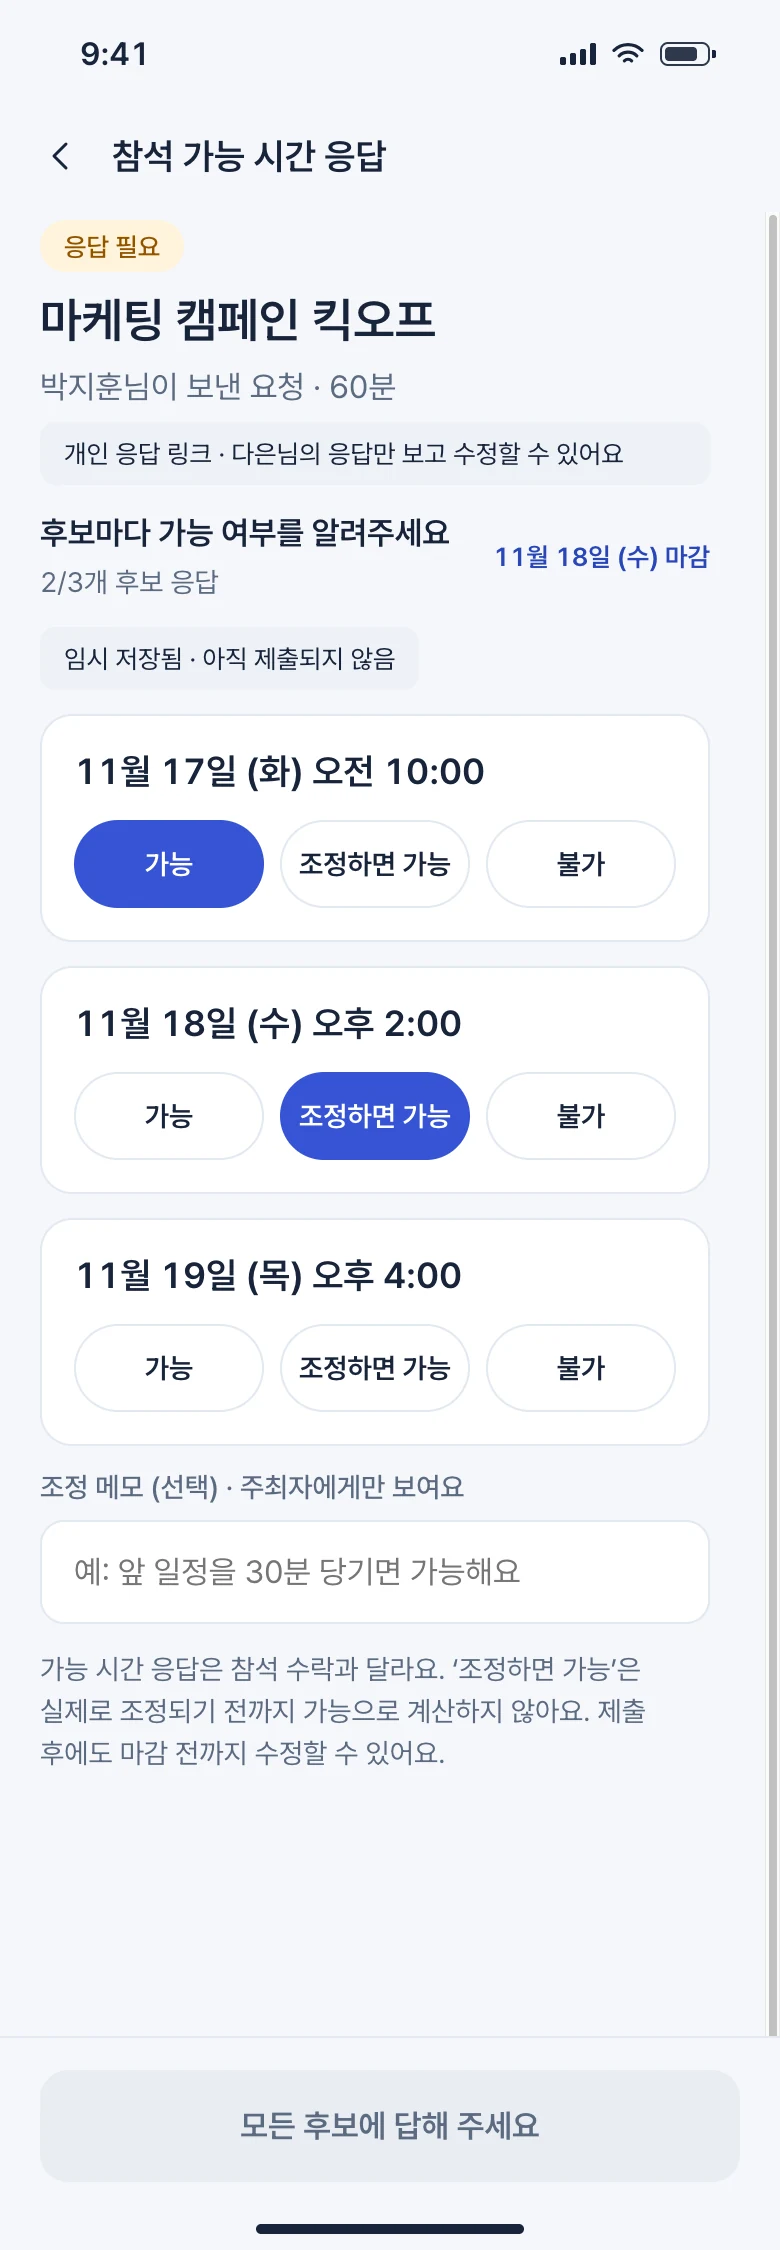 9:41
참석 가능 시간 응답
응답 필요
마케팅 캠페인 킥오프
박지훈님이 보낸 요청 · 60분
개인 응답 링크 · 다은님의 응답만 보고 수정할 수 있어요
후보마다 가능 여부를 알려주세요
11월 18일 (수) 마감
2/3개 후보 응답
임시 저장됨 · 아직 제출되지 않음
11월 17일 (화) 오전 10:00
가능 조정하면 가능 불가
11월 18일 (수) 오후 2:00
가능 조정하면 가능 불가
11월 19일 (목) 오후 4:00
가능 조정하면 가능 불가
조정 메모 (선택) · 주최자에게만 보여요
예: 앞 일정을 30분 당기면 가능해요
가능 시간 응답은 참석 수락과 달라요. ‘조정하면 가능’은
실제로 조정되기 전까지 가능으로 계산하지 않아요. 제출
후에도 마감 전까지 수정할 수 있어요.
모든 후보에 답해 주세요